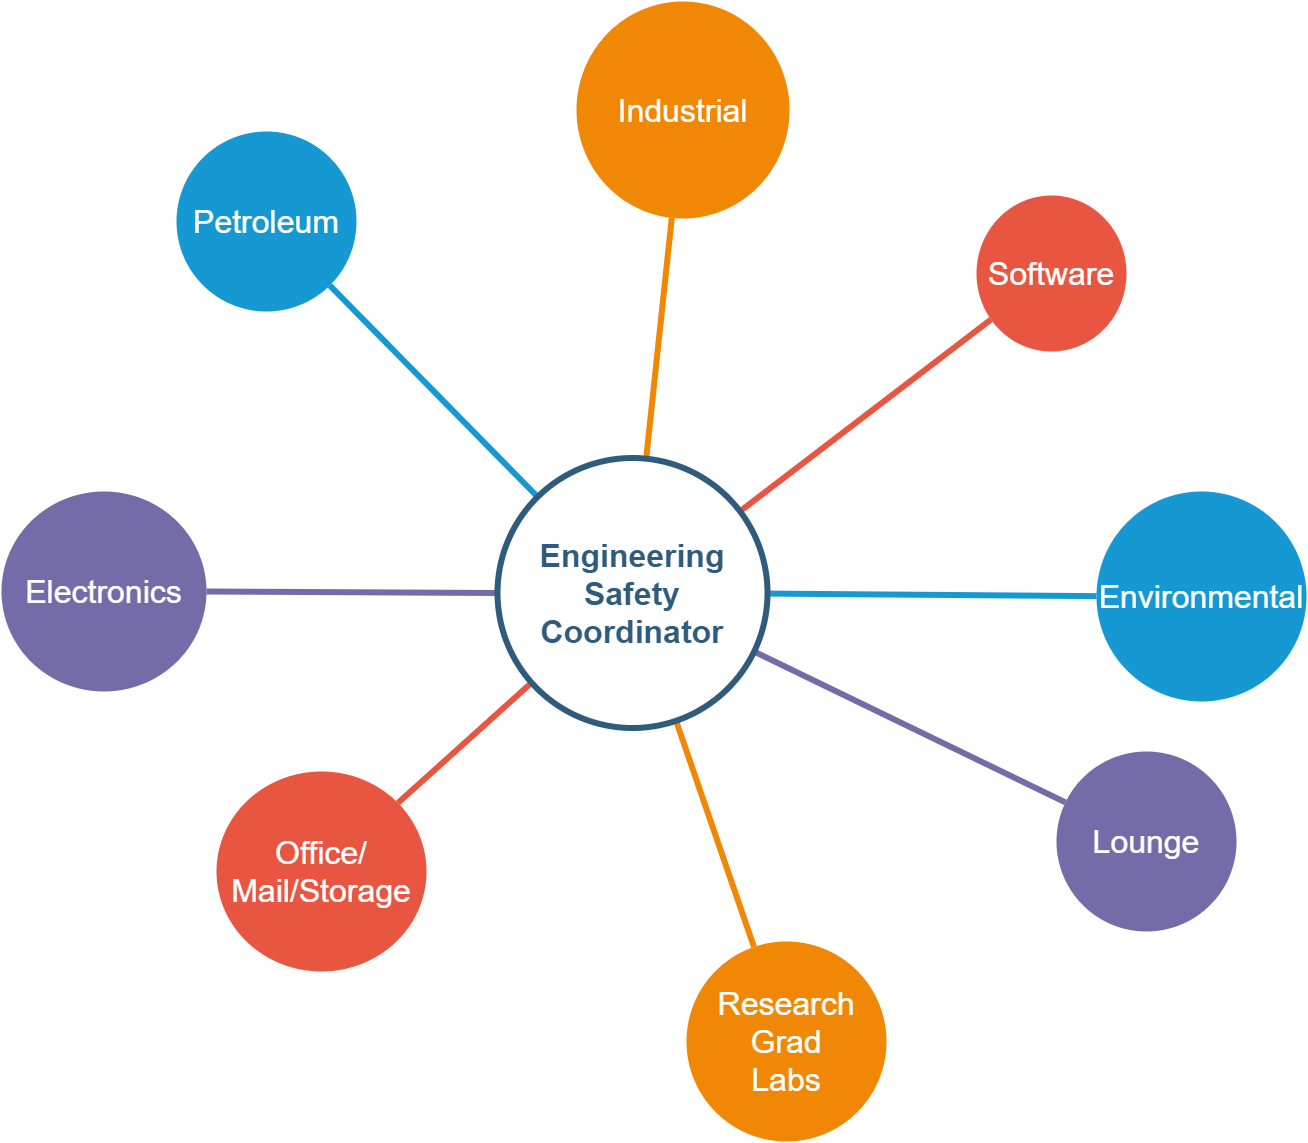 Industrial
Petroleum
Software
Engineering
Safety
Coordinator
Electronics
Environmental
Office/
Mail/Storage
Lounge
Research
Grad
Labs